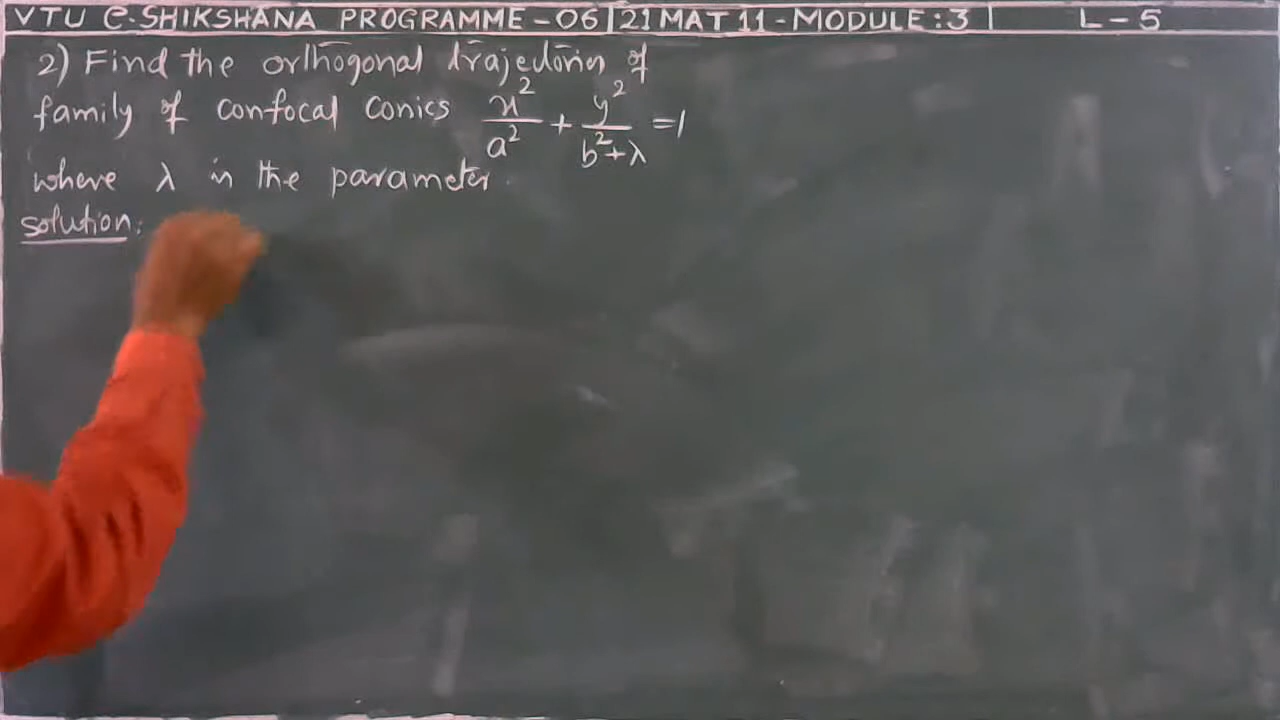 VTU e-SHIKSHANA PROGRAMME - 06 | 21 MAT 11 - MODULE : 3 | L - 5
2) Find the orthogonal trajectories of
family of confocal conics x²/a² + y²/(b²+λ) = 1
where λ is the parameter.
Solution: